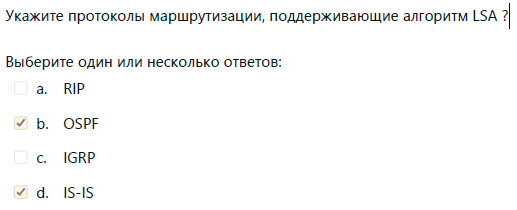 Укажите протоколы маршрутизации, поддерживающие алгоритм LSA ?
Выберите один или несколько ответов:
a. RIP
b. OSPF
c. IGRP
d. IS-IS